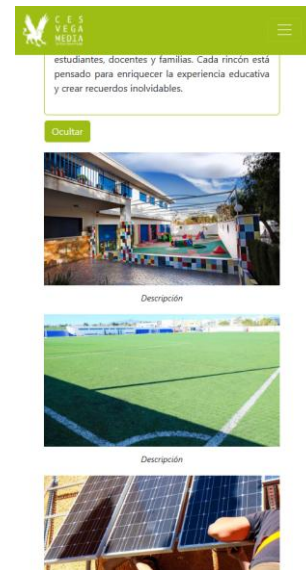 CES
VEGA
MEDIA
estudiantes, docentes y familias. Cada rincón está
pensado para enriquecer la experiencia educativa
y crear recuerdos inolvidables.
Ocultar
Descripción
Descripción